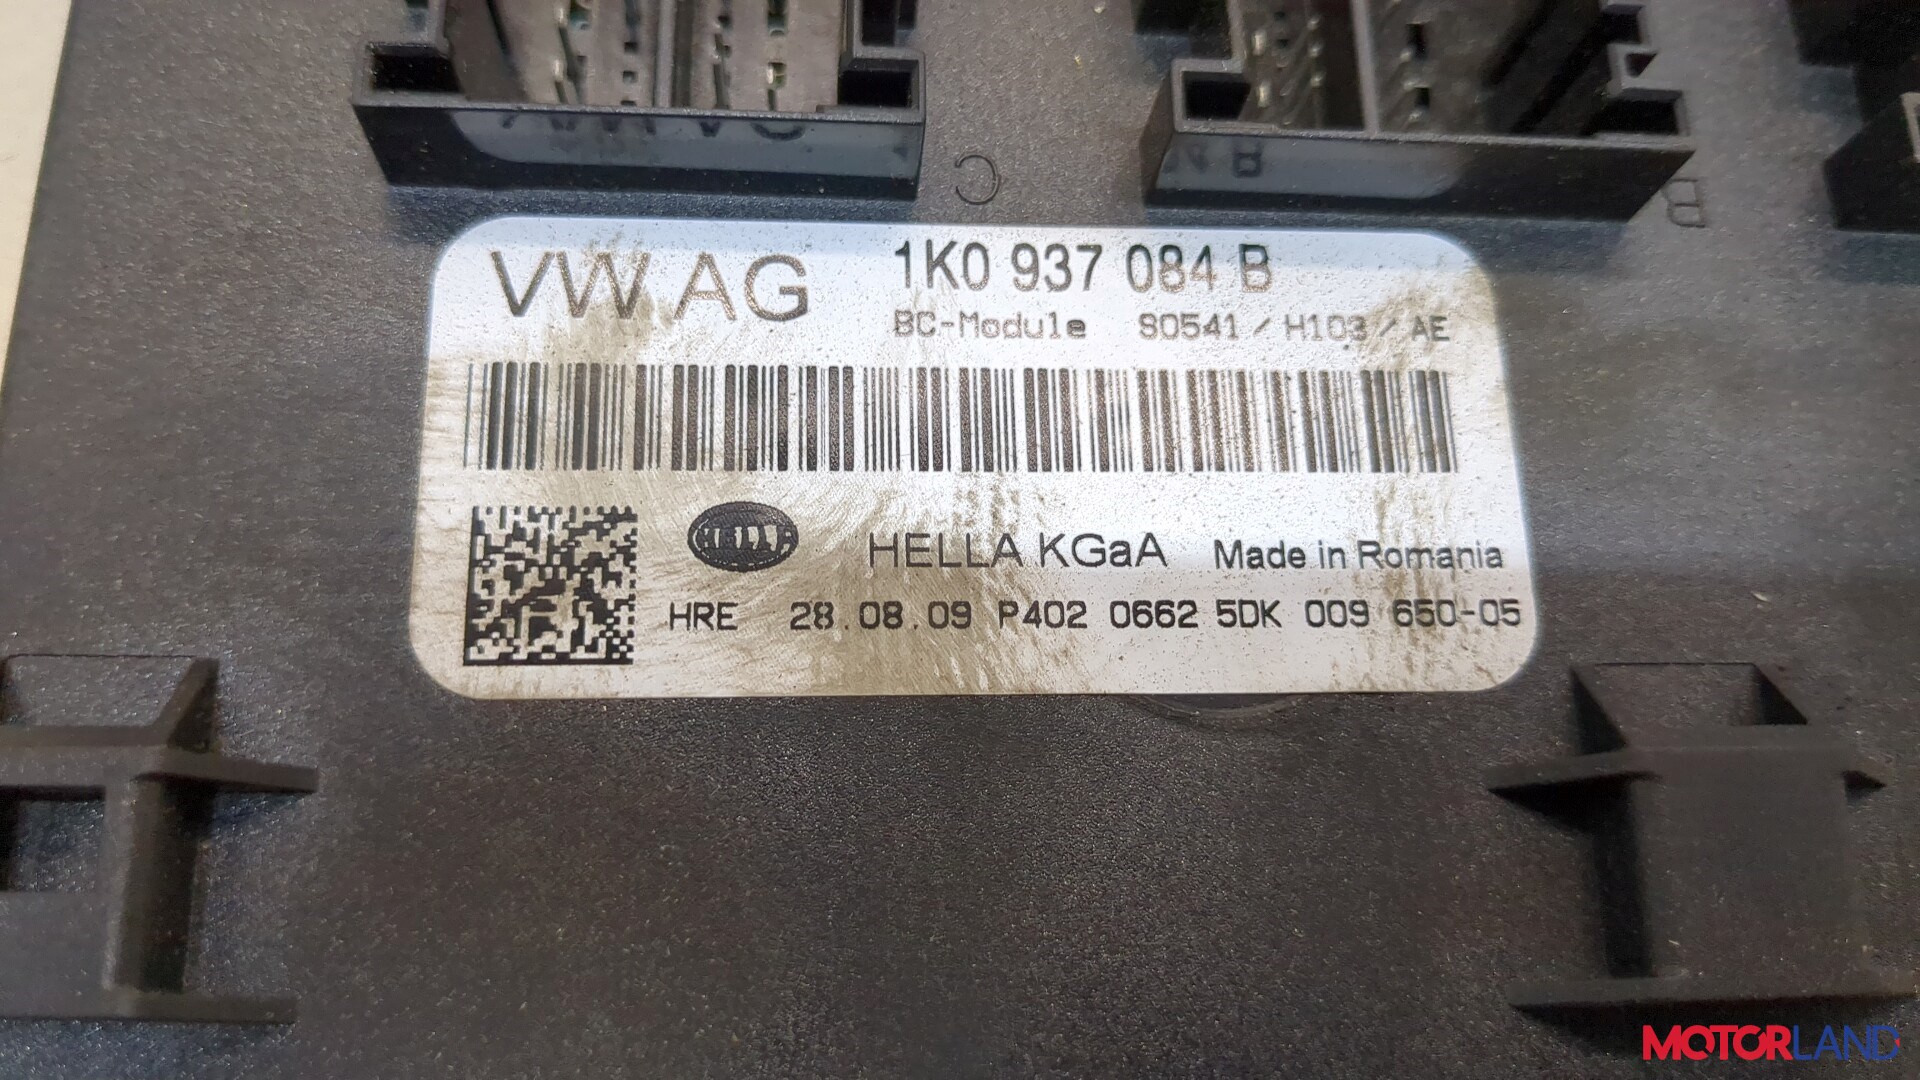 C
B
VW AG 1K0 937 084 B
BC-Module S0541 / H103 / AE
HELLA HELLA KGaA Made in Romania
HRE 28.08.09 P402 0662 5DK 009 650-05
MOTORLAND